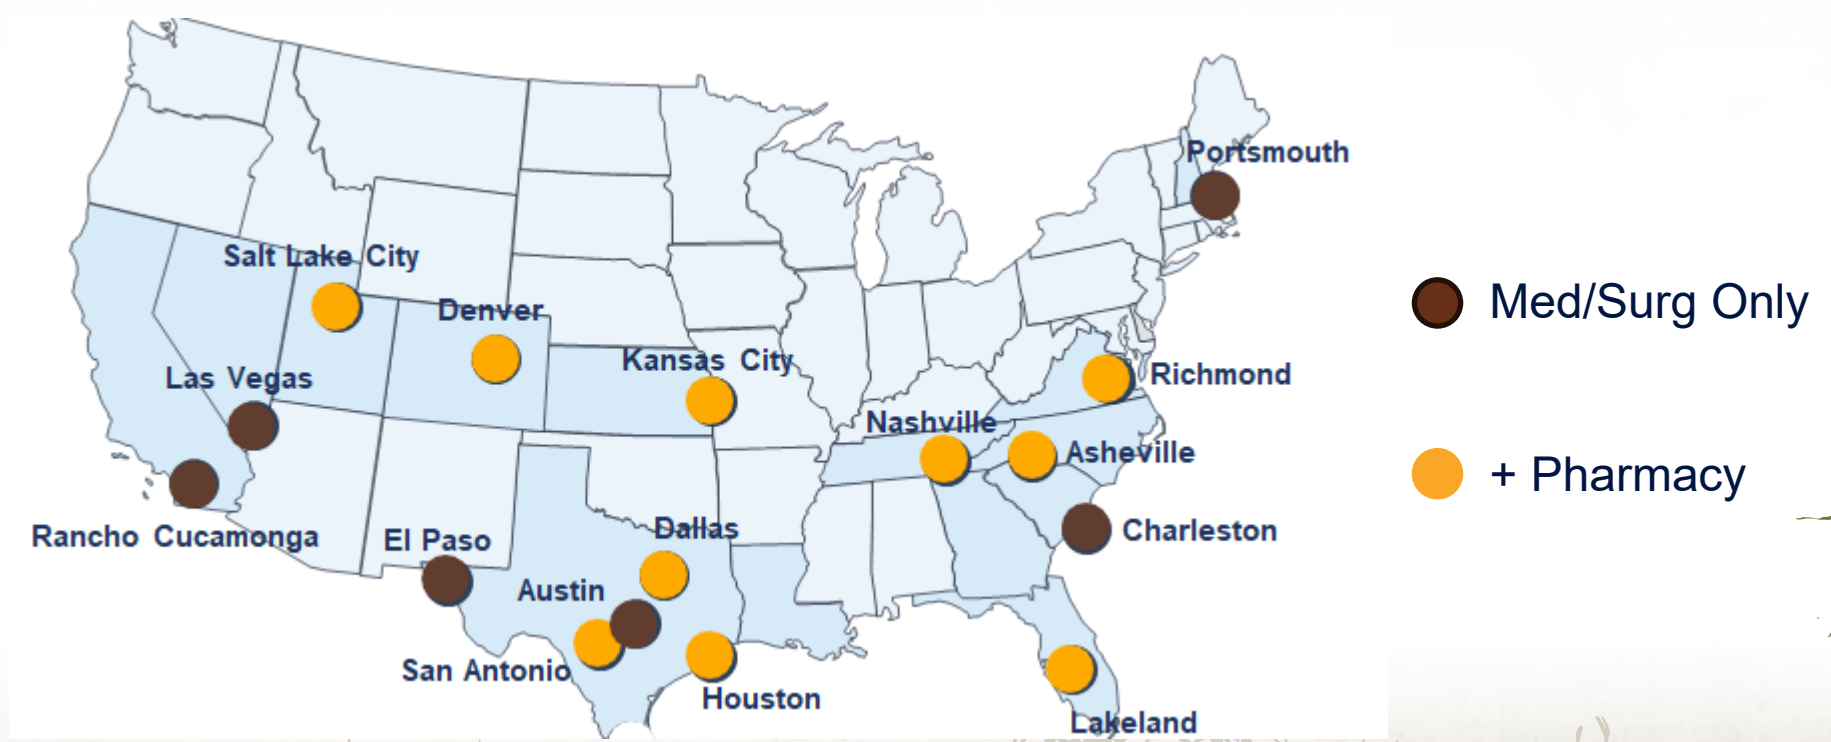 Portsmouth
Salt Lake City
Denver
Kansas City
Las Vegas
Richmond
Nashville
Asheville
Rancho Cucamonga
El Paso
Dallas
Charleston
Austin
San Antonio
Houston
Lakeland
Med/Surg Only
+ Pharmacy